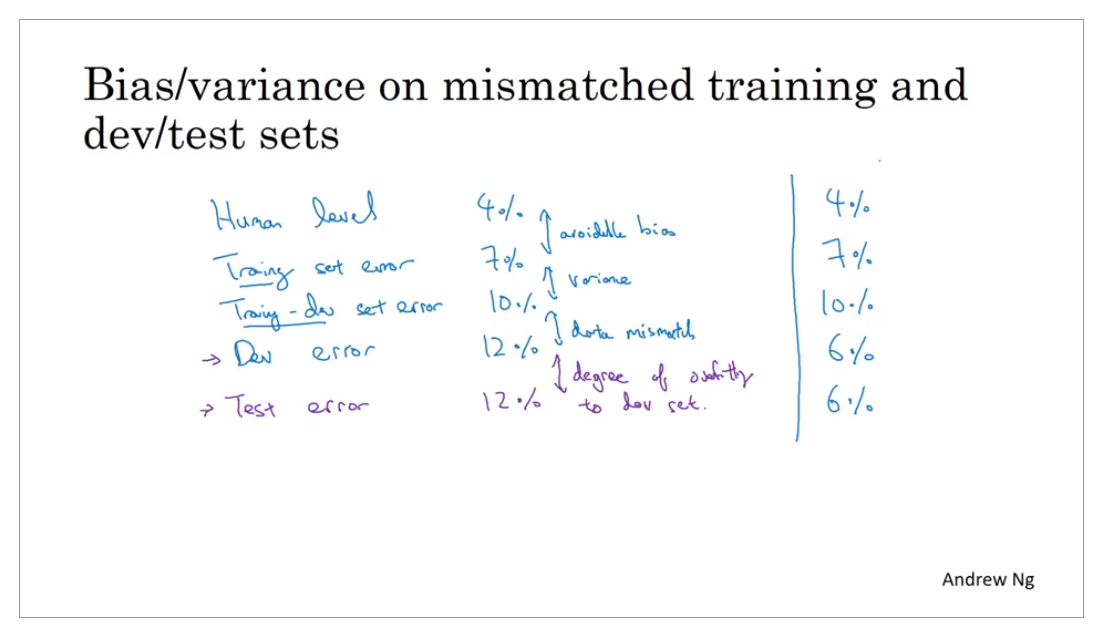 Bias/variance on mismatched training and
dev/test sets
Human level 4% 4%
avoidable bias
Training set error 7% 7%
variance
Training-dev set error 10% 10%
data mismatch
Dev error 12% 6%
degree of overfitting
Test error 12% to dev set. 6%
Andrew Ng